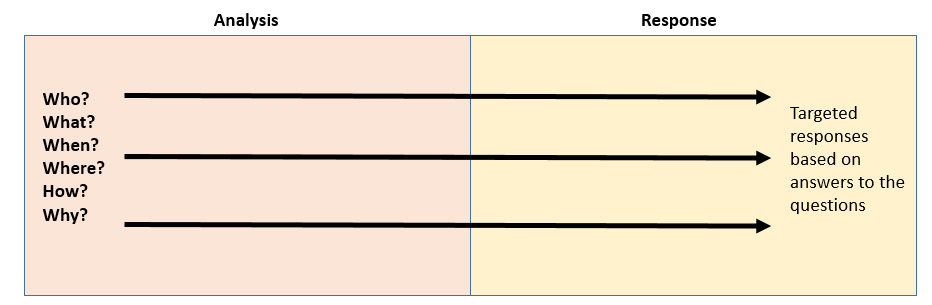 Analysis
Response
Who?
What?
When?
Where?
How?
Why?
Targeted
responses
based on
answers to the
questions